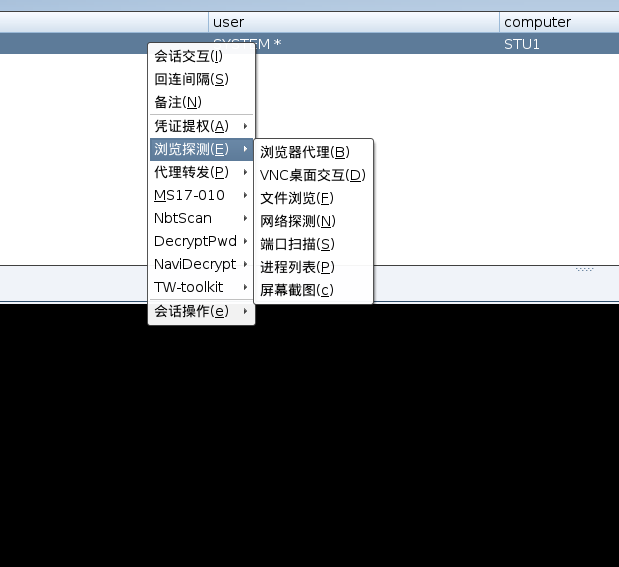 user computer
SYSTEM * STU1
会话交互(I)
回连间隔(S)
备注(N)
凭证提权(A)
浏览探测(E)
代理转发(P)
MS17-010
NbtScan
DecryptPwd
NaviDecrypt
TW-toolkit
会话操作(e)
浏览器代理(B)
VNC桌面交互(D)
文件浏览(F)
网络探测(N)
端口扫描(S)
进程列表(P)
屏幕截图(c)